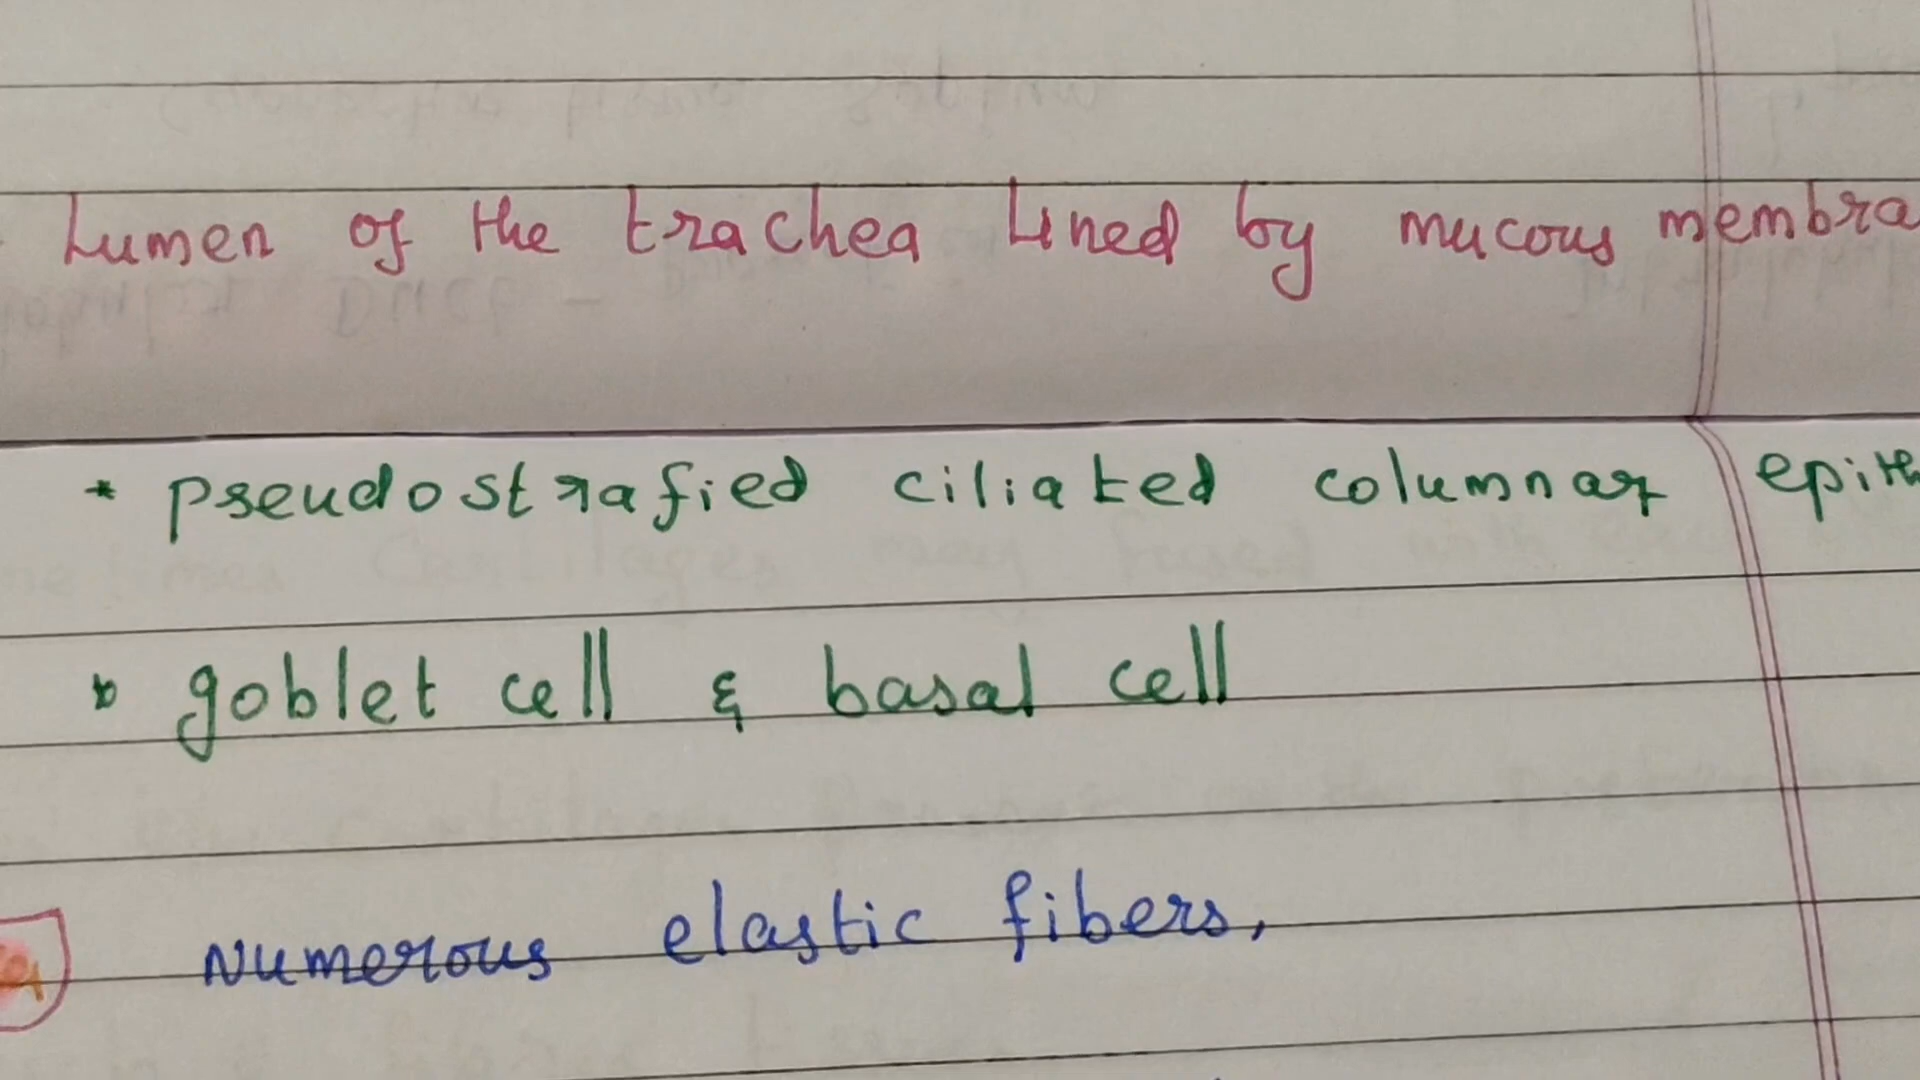 Lumen of the trachea Lined by mucous membra
* pseudostrafied ciliated columnar epith
* goblet cell & basal cell
Numerous elastic fibers,